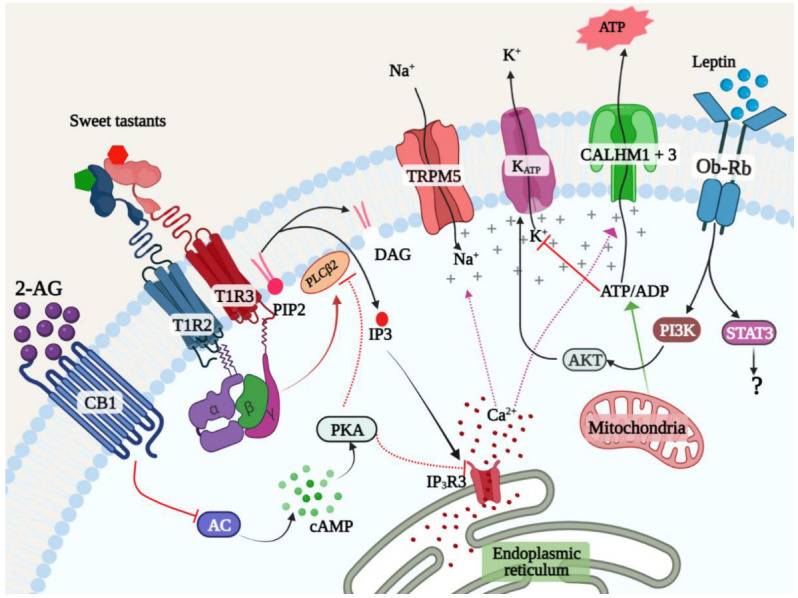 ATP
K⁺
Na⁺
Leptin
Sweet tastants
CALHM1 + 3
K_ATP
TRPM5
Ob-Rb
K⁺
DAG
Na⁺
PLCβ2
2-AG
T1R3
PIP2
ATP/ADP
T1R2
IP3
PI3K
STAT3
AKT
?
CB1
α
β
γ
Ca²⁺
PKA
Mitochondria
IP₃R3
AC
cAMP
Endoplasmic
reticulum